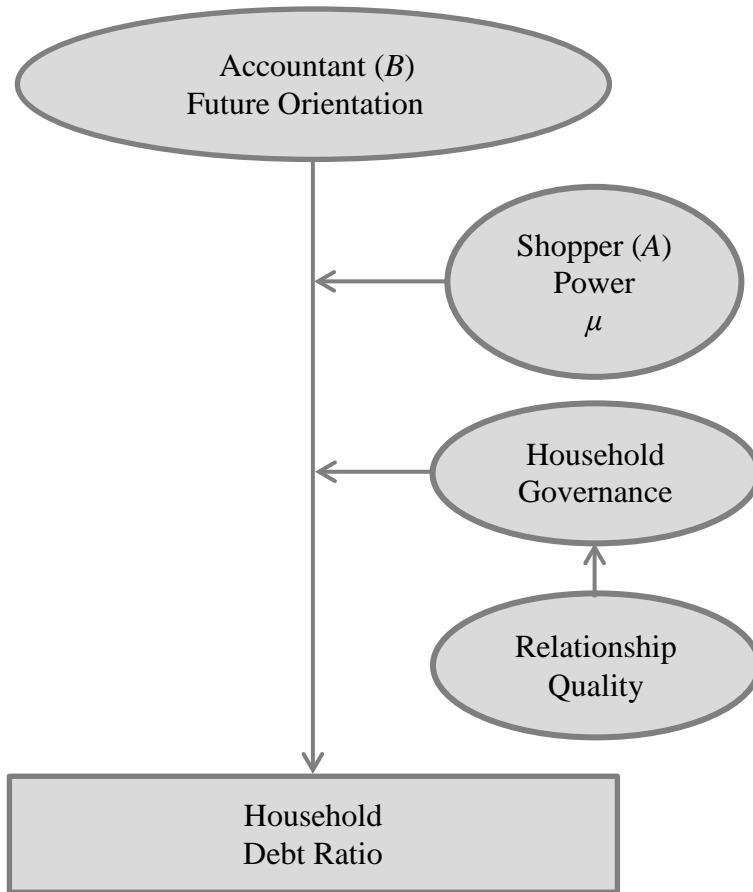 Accountant (B)
Future Orientation
Shopper (A)
Power
μ
Household
Governance
Relationship
Quality
Household
Debt Ratio